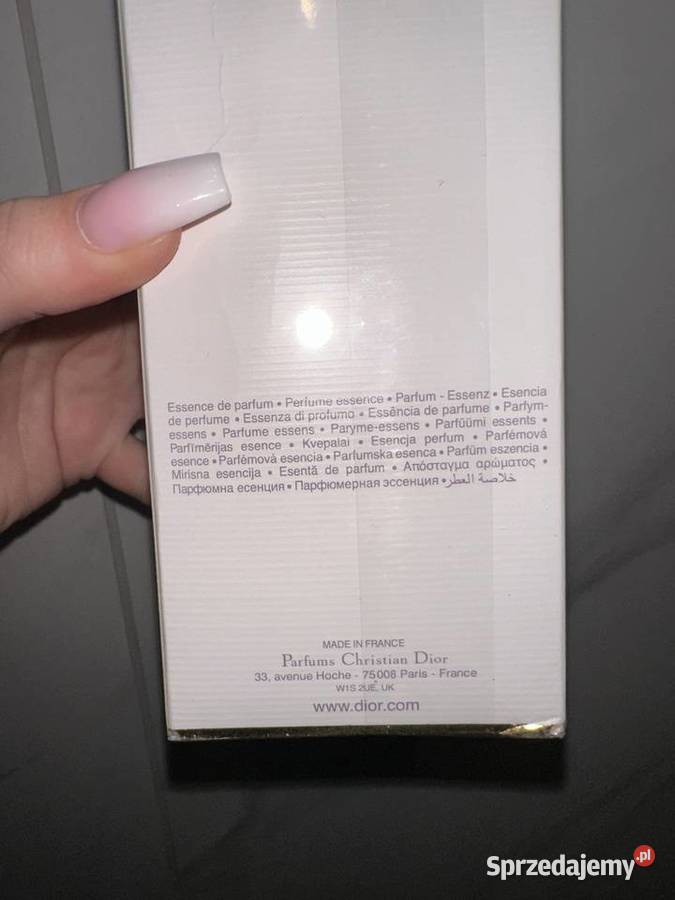 Essence de parfum • Perfume essence • Parfum - Essenz • Esencia
de perfume • Essenza di profumo • Essência de parfume • Parfym-
essens • Parfume essens • Paryme-essens • Parfüümi essents •
Parfimērijas esence • Kvepalai • Esencja perfum • Parfémová
esence • Parfémová esencia • Parfumska esenca • Parfüm eszencia •
Mirisna esencija • Esentă de parfum • Απόσταγμα αρώματος •
Парфюмна есенция • Парфюмерная эссенция • خلاصة العطر
MADE IN FRANCE
Parfums Christian Dior
33, avenue Hoche - 75008 Paris - France
W1S 2UE, UK
www.dior.com
Sprzedajemy.pl